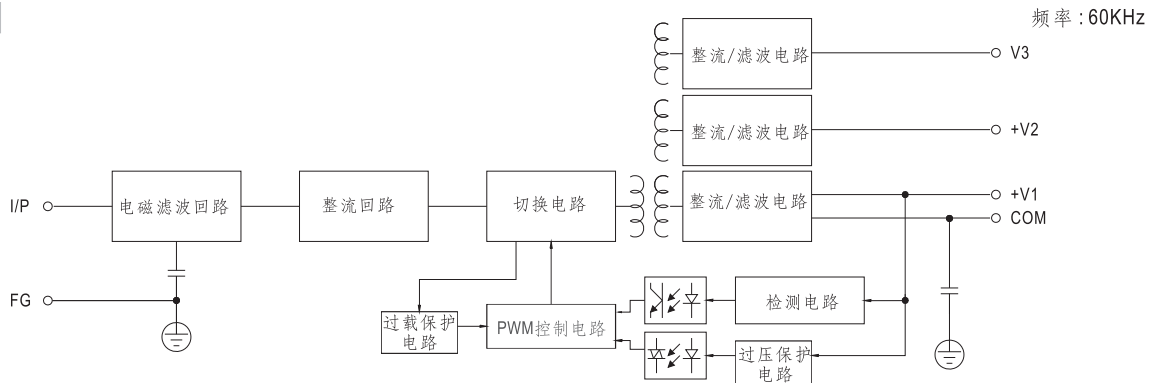 频率:60KHz
整流/滤波电路
V3
整流/滤波电路
+V2
I/P
电磁滤波回路
整流回路
切换电路
整流/滤波电路
+V1
COM
FG
过载保护
电路
PWM控制电路
检测电路
过压保护
电路